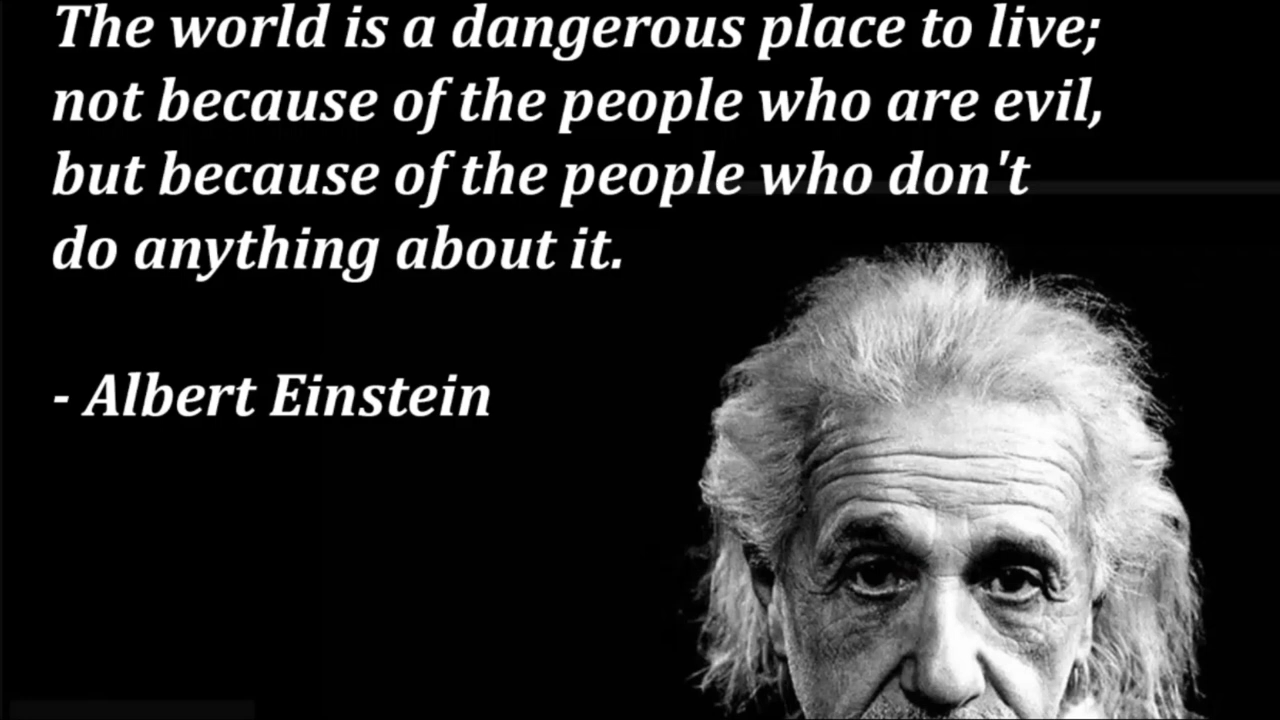 The world is a dangerous place to live;
not because of the people who are evil,
but because of the people who don't
do anything about it.
- Albert Einstein